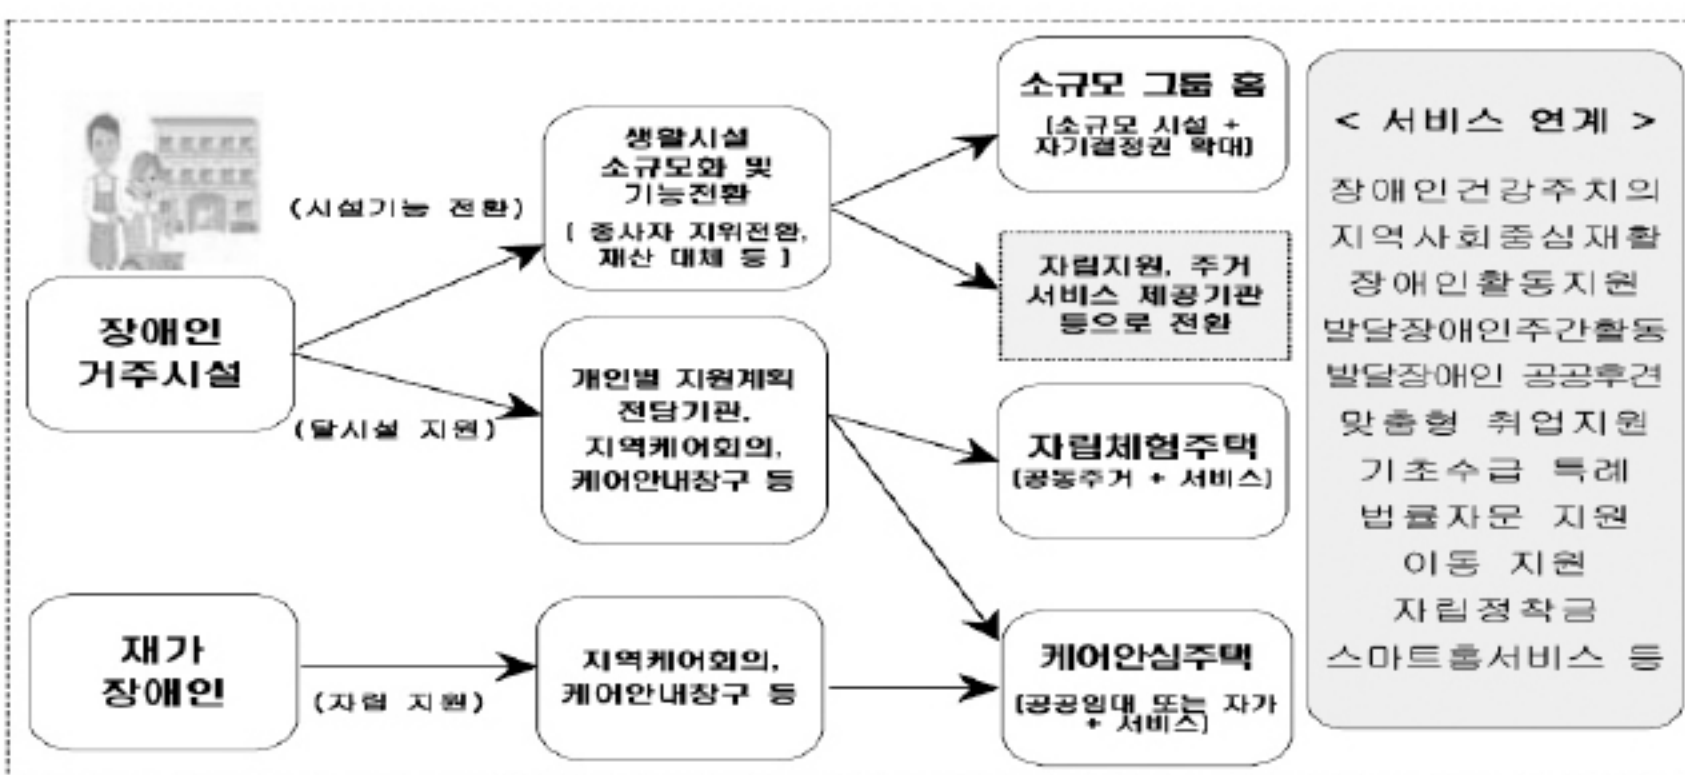 장애인
거주시설
(시설기능 전환)
(탈시설 지원)
생활시설
소규모화 및
기능전환
[ 종사자 지위전환,
재산 대체 등 ]
개인별 지원계획
전담기관,
지역케어회의,
케어안내창구 등
소규모 그룹 홈
[소규모 시설 +
자기결정권 확대]
자립지원, 주거
서비스 제공기관
등으로 전환
자립체험주택
[공동주거 + 서비스]
재가
장애인
(자립 지원)
지역케어회의,
케어안내창구 등
케어안심주택
[공공임대 또는 자가
+ 서비스]
< 서비스 연계 >
장애인건강주치의
지역사회중심재활
장애인활동지원
발달장애인주간활동
발달장애인 공공후견
맞춤형 취업지원
기초수급 특례
법률자문 지원
이동 지원
자립정착금
스마트홈서비스 등